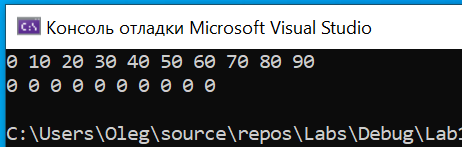 Консоль отладки Microsoft Visual Studio
0 10 20 30 40 50 60 70 80 90
0 0 0 0 0 0 0 0 0 0
C:\Users\Oleg\source\repos\Labs\Debug\Lab1